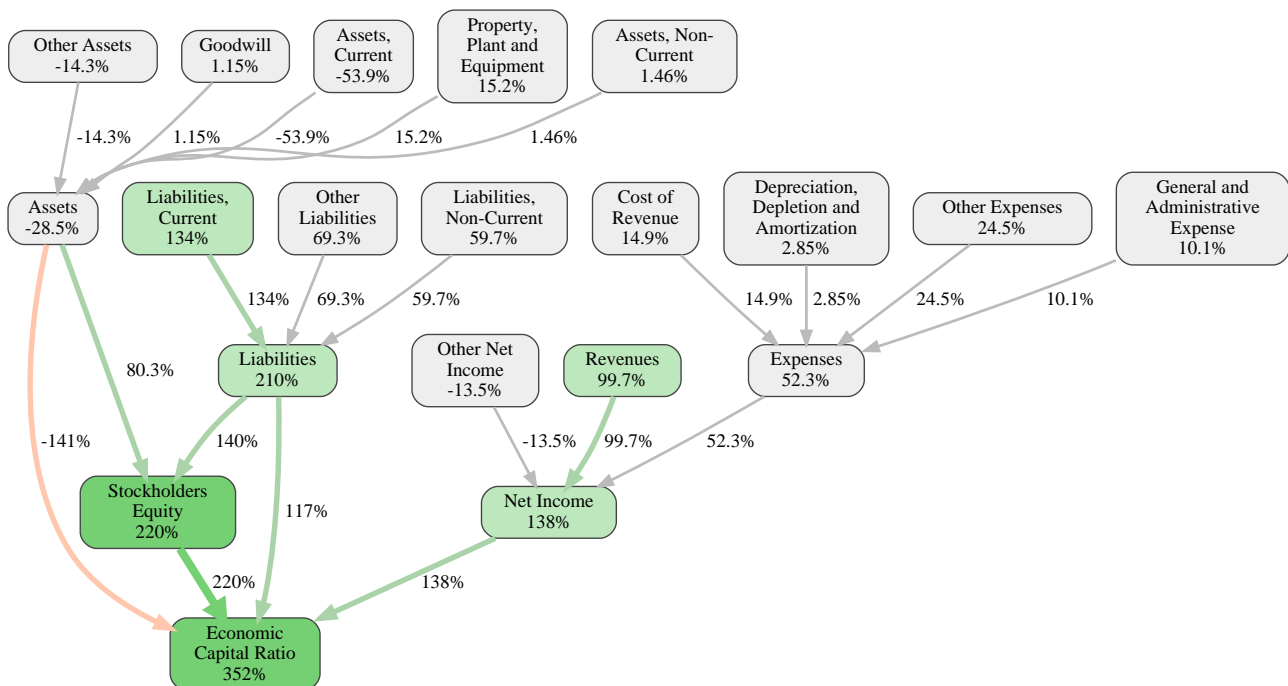 Other Assets
-14.3%
Goodwill
1.15%
Assets,
Current
-53.9%
Property,
Plant and
Equipment
15.2%
Assets, Non-
Current
1.46%
-14.3%
1.15%
-53.9%
15.2%
1.46%
Assets
-28.5%
Liabilities,
Current
134%
Other
Liabilities
69.3%
Liabilities,
Non-Current
59.7%
Cost of
Revenue
14.9%
Depreciation,
Depletion and
Amortization
2.85%
Other Expenses
24.5%
General and
Administrative
Expense
10.1%
134%
69.3%
59.7%
14.9%
2.85%
24.5%
10.1%
Liabilities
210%
Other Net
Income
-13.5%
Revenues
99.7%
Expenses
52.3%
80.3%
-141%
140%
117%
-13.5%
99.7%
52.3%
Stockholders
Equity
220%
Net Income
138%
220%
138%
Economic
Capital Ratio
352%